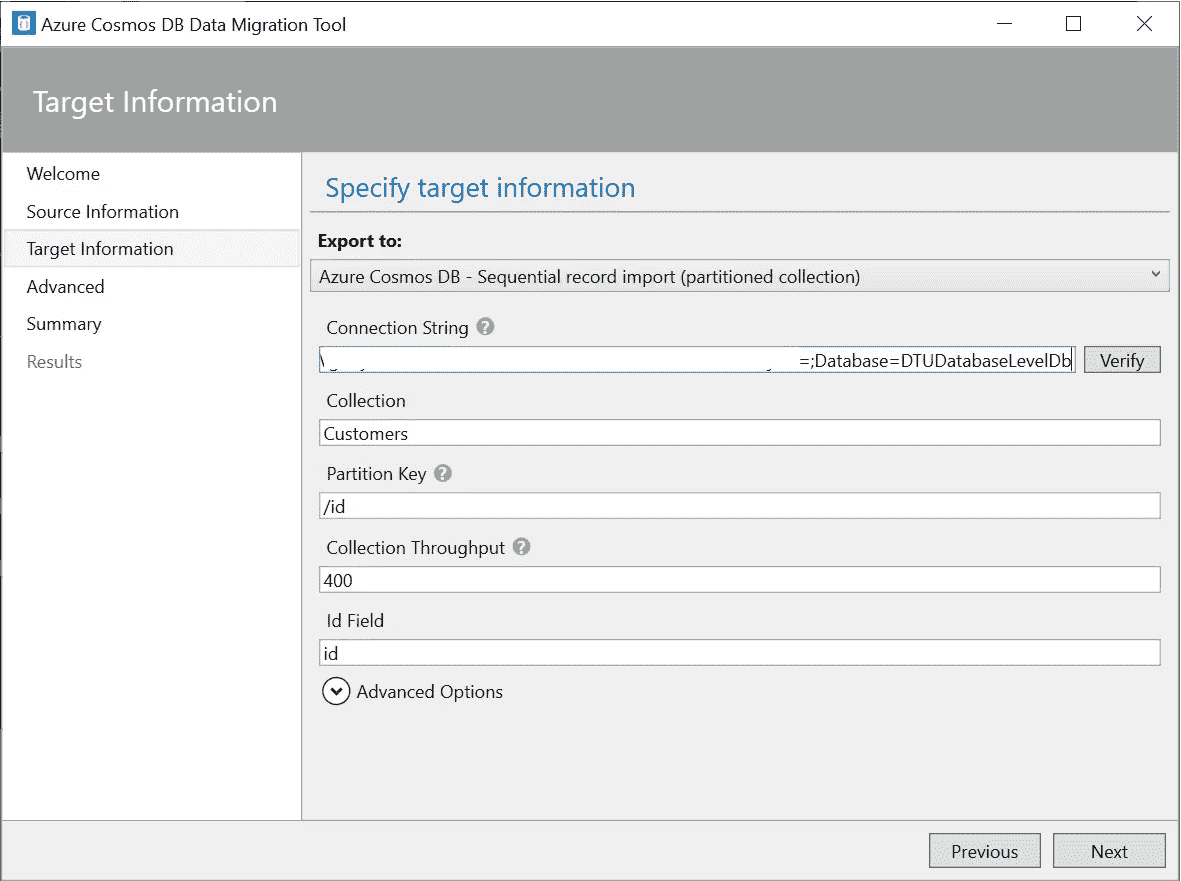 Azure Cosmos DB Data Migration Tool
Target Information
Welcome
Source Information
Target Information
Advanced
Summary
Results
Specify target information
Export to:
Azure Cosmos DB - Sequential record import (partitioned collection)
Connection String ?
=;Database=DTUDatabaseLevelDb
Verify
Collection
Customers
Partition Key ?
/id
Collection Throughput ?
400
Id Field
id
Advanced Options
Previous
Next